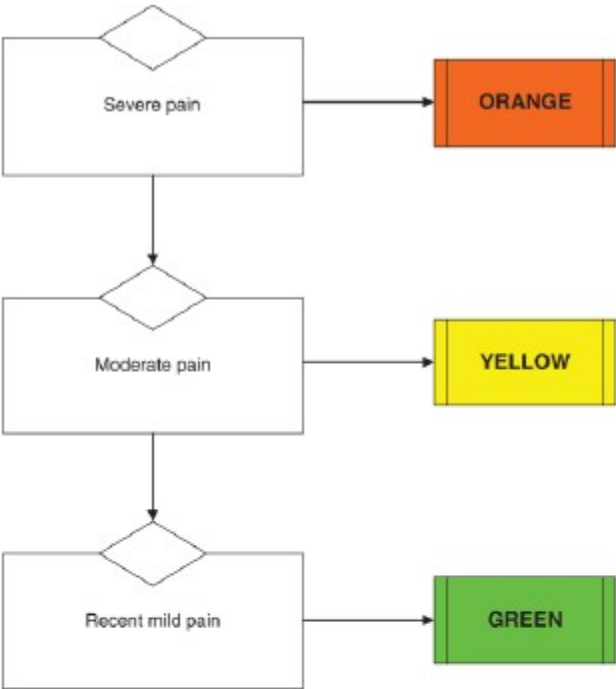 Severe pain
ORANGE
Moderate pain
YELLOW
Recent mild pain
GREEN